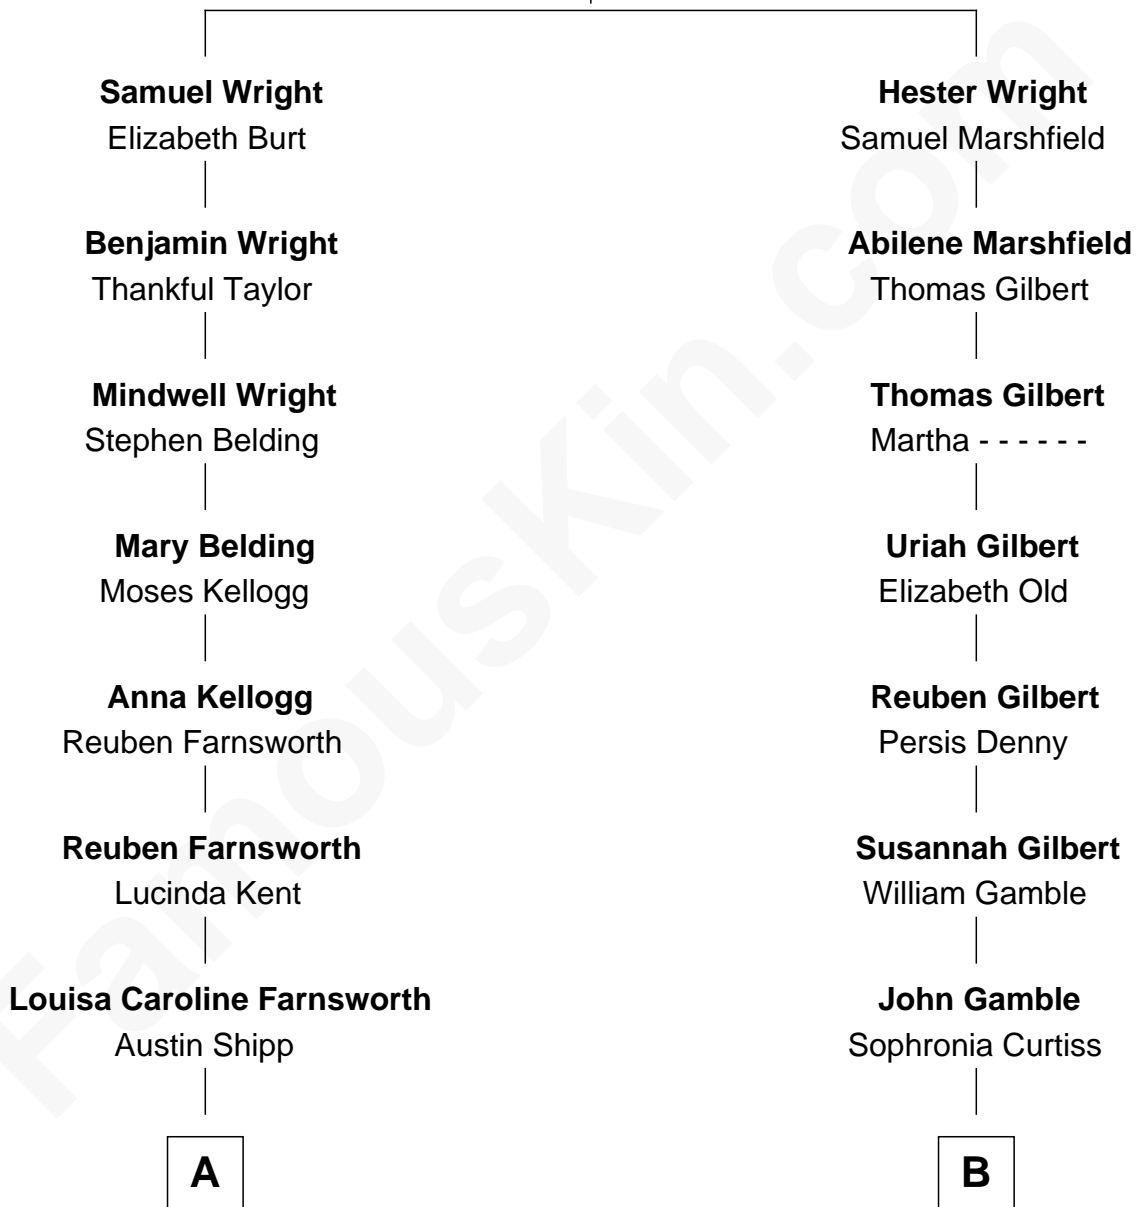 Samuel Wright
Elizabeth Burt
Benjamin Wright
Thankful Taylor
Mindwell Wright
Stephen Belding
Mary Belding
Moses Kellogg
Anna Kellogg
Reuben Farnsworth
Reuben Farnsworth
Lucinda Kent
Louisa Caroline Farnsworth
Austin Shipp
A
Hester Wright
Samuel Marshfield
Abilene Marshfield
Thomas Gilbert
Thomas Gilbert
Martha - - - - - -
Uriah Gilbert
Elizabeth Old
Reuben Gilbert
Persis Denny
Susannah Gilbert
William Gamble
John Gamble
Sophronia Curtiss
B
FamousKin.com